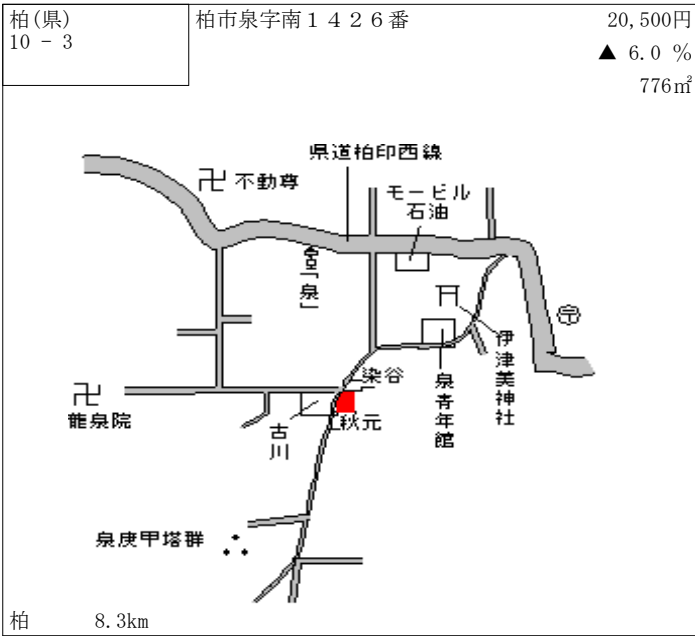 柏(県)
10 - 3
柏市泉字南１４２６番
20,500円
▲ 6.0 %
776㎡
県道柏印西線
卍 不動尊
モービル
石油
「泉」
〒
伊津美神社
泉青年館
染谷
卍
龍泉院
古川
秋元
泉庚甲塔群
柏 8.3km